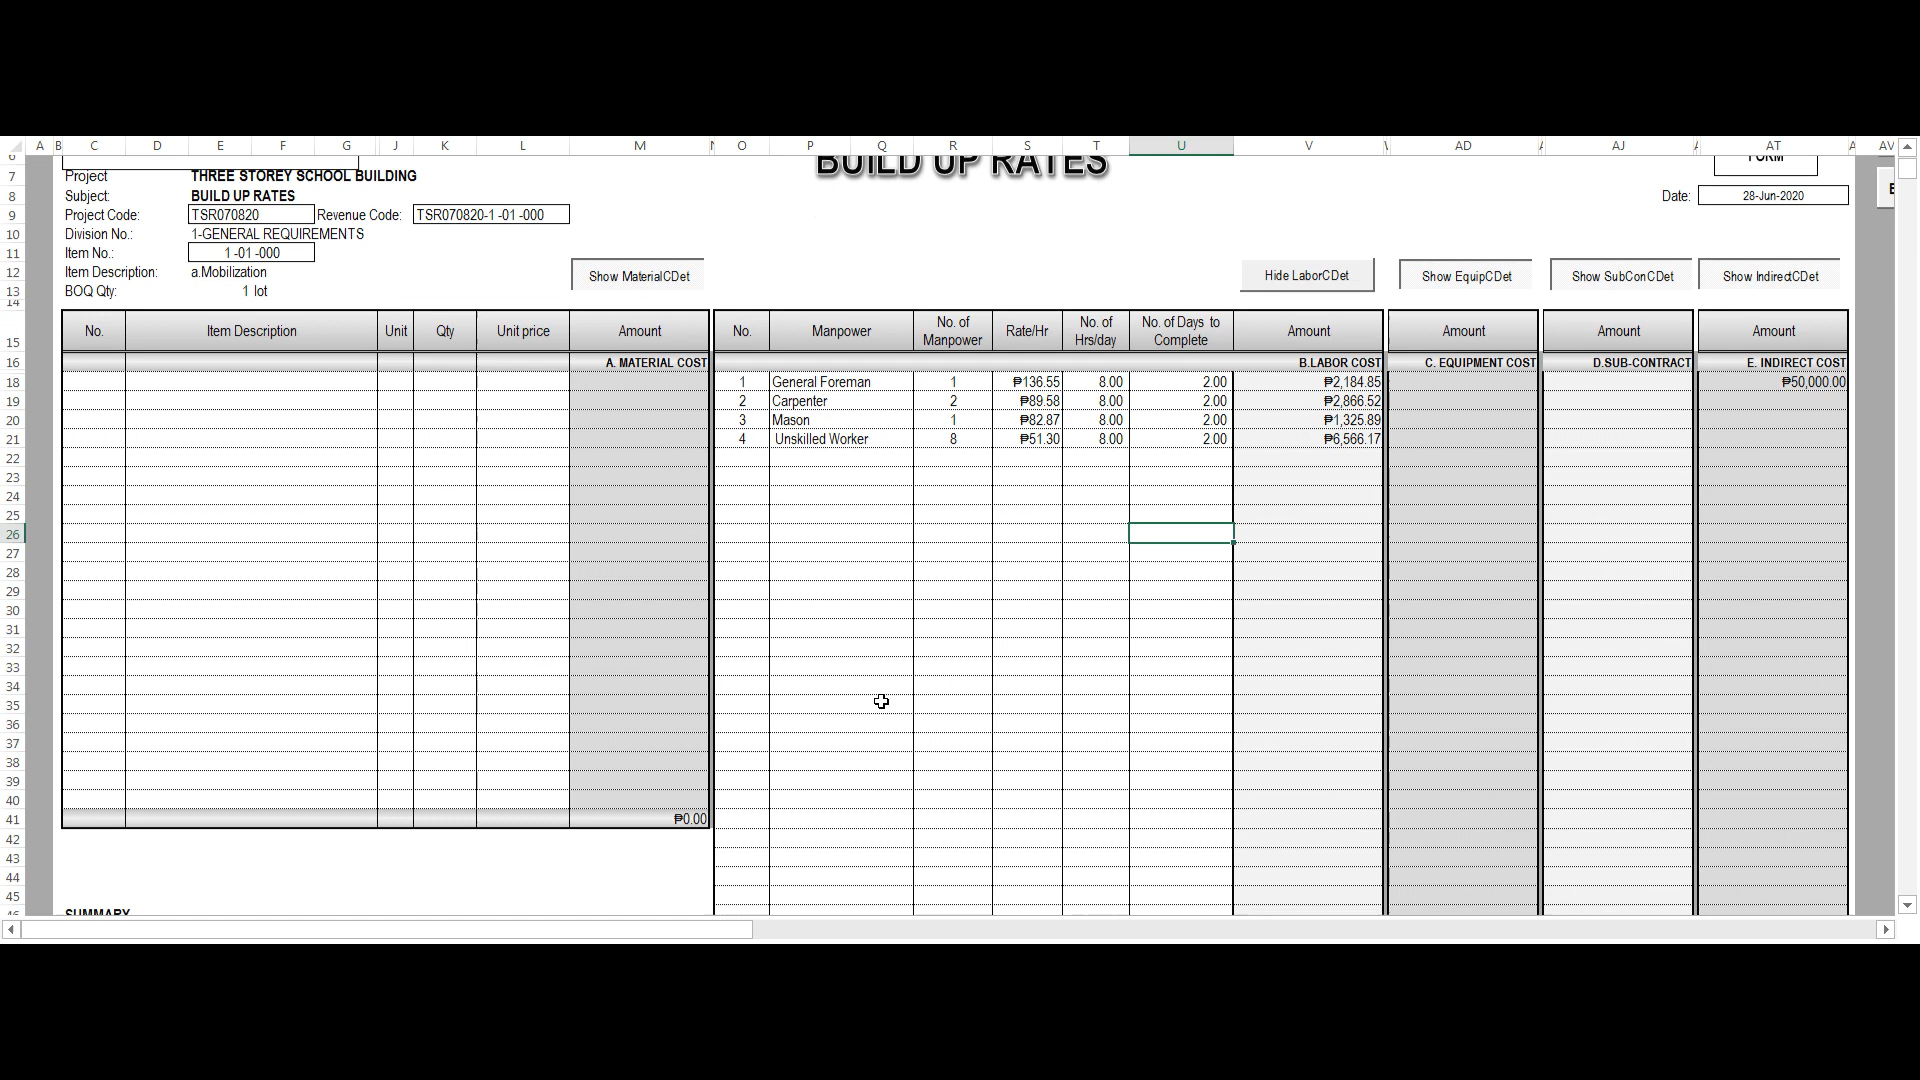 A B C D E F G J K L M N O P Q R S T U V AD AJ AT AV
BUILD UP RATES
FORM
7 Project THREE STOREY SCHOOL BUILDING
8 Subject: BUILD UP RATES Date: 28-Jun-2020
9 Project Code: TSR070820 Revenue Code: TSR070820-1 -01 -000
10 Division No.: 1-GENERAL REQUIREMENTS
11 Item No.: 1 -01 -000
12 Item Description: a.Mobilization
13 BOQ Qty: 1 lot
Show MaterialCDet Hide LaborCDet Show EquipCDet Show SubConCDet Show IndirectCDet
14
15 No. Item Description Unit Qty Unit price Amount No. Manpower No. of Manpower Rate/Hr No. of Hrs/day No. of Days to Complete Amount Amount Amount Amount
16 A. MATERIAL COST B.LABOR COST C. EQUIPMENT COST D.SUB-CONTRACT E. INDIRECT COST
18 1 General Foreman 1 ₱136.55 8.00 2.00 ₱2,184.85 ₱50,000.00
19 2 Carpenter 2 ₱89.58 8.00 2.00 ₱2,866.52
20 3 Mason 1 ₱82.87 8.00 2.00 ₱1,325.89
21 4 Unskilled Worker 8 ₱51.30 8.00 2.00 ₱6,566.17
22
23
24
25
26
27
28
29
30
31
32
33
34
35
36
37
38
39
40
41 ₱0.00
42
43
44
45
46 SUMMARY